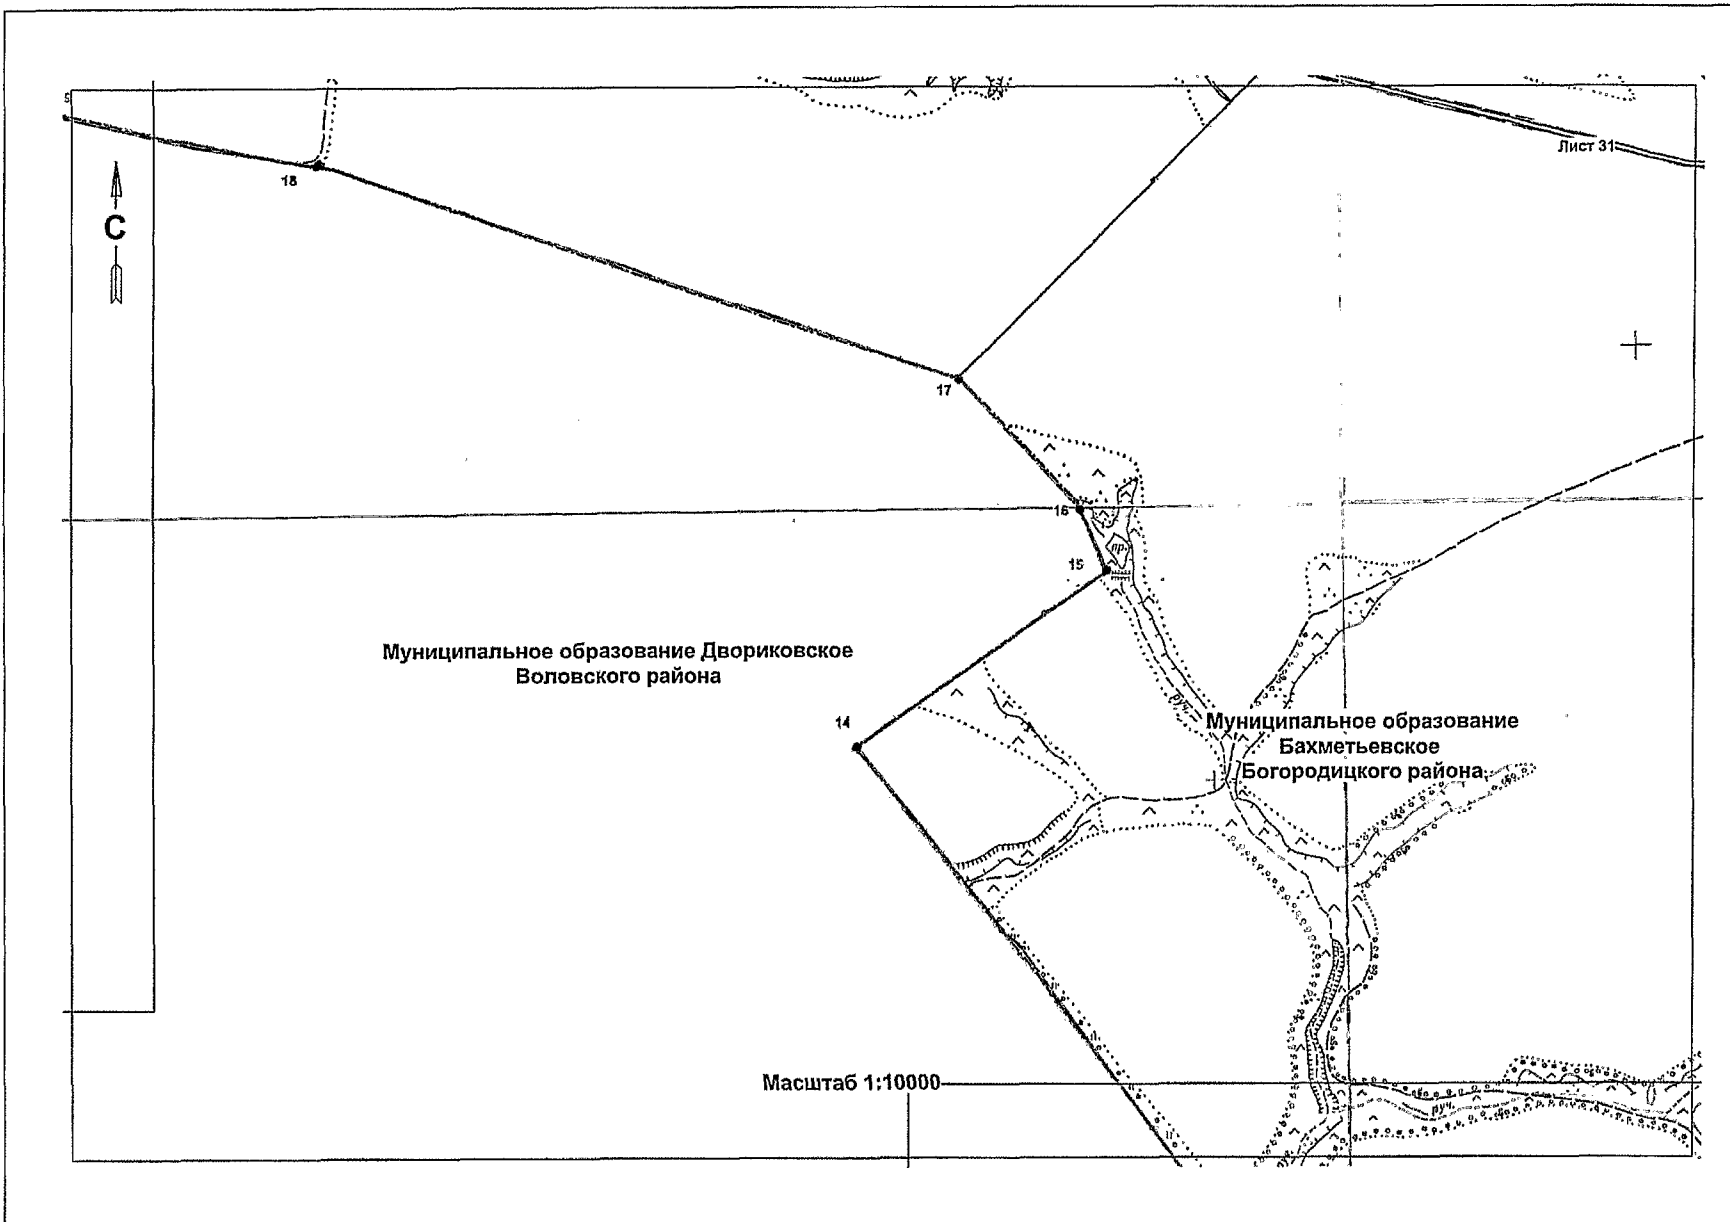 Лист 31
18
С
17
16
пр.
15
Муниципальное образование Двориковское
Воловского района
руч.
14
Муниципальное образование
Бахметьевское
Богородицкого района
Масштаб 1:10000
руч.